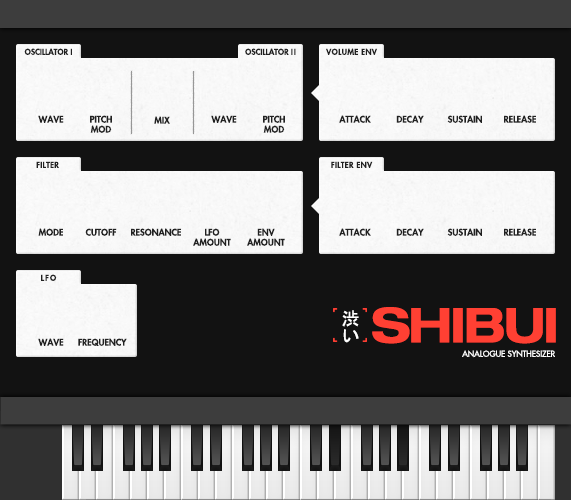 OSCILLATOR I
OSCILLATOR II
WAVE
PITCH
MOD
MIX
WAVE
PITCH
MOD
VOLUME ENV
ATTACK
DECAY
SUSTAIN
RELEASE
FILTER
MODE
CUTOFF
RESONANCE
LFO
AMOUNT
ENV
AMOUNT
FILTER ENV
ATTACK
DECAY
SUSTAIN
RELEASE
LFO
WAVE
FREQUENCY
渋い
SHIBUI
ANALOGUE SYNTHESIZER